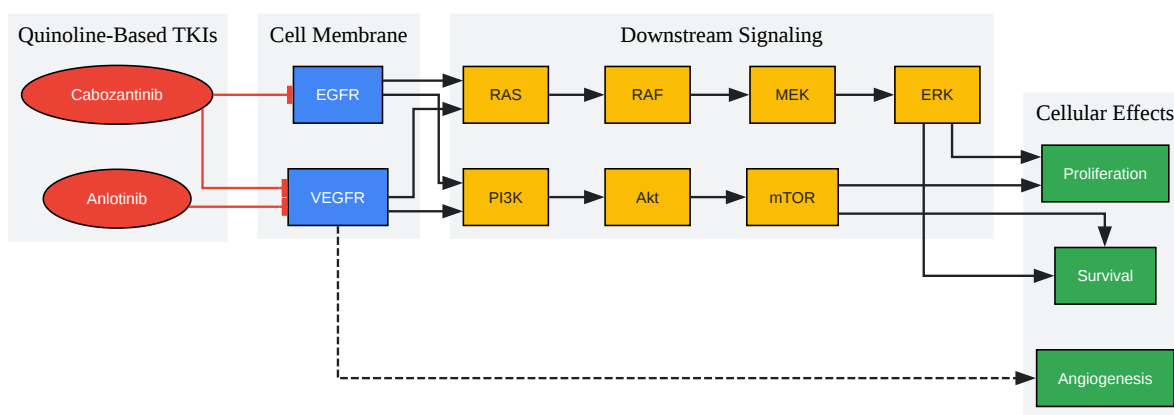 Quinoline-Based TKIs
Cell Membrane
Downstream Signaling
Cabozantinib
EGFR
RAS
RAF
MEK
ERK
Cellular Effects
Proliferation
Anlotinib
VEGFR
PI3K
Akt
mTOR
Survival
Angiogenesis